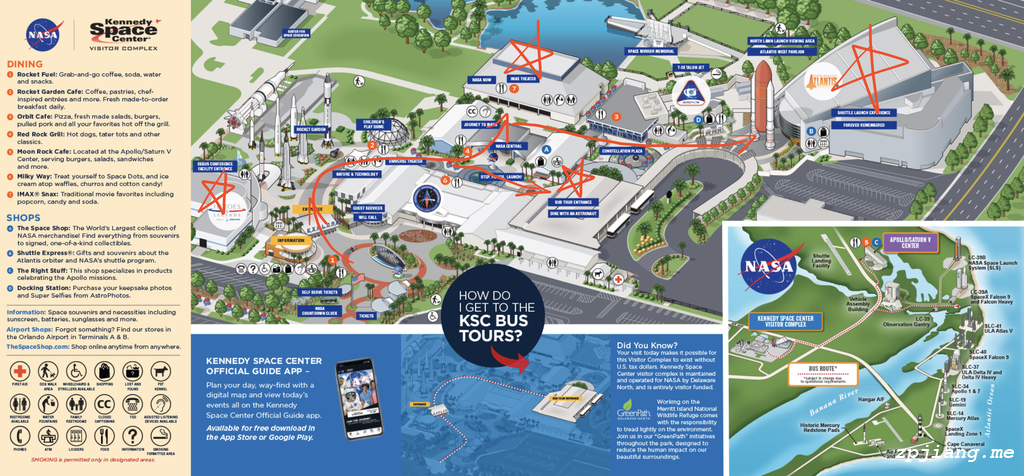 NASA
Kennedy
Space
Center
VISITOR COMPLEX
DINING
1 Rocket Fuel: Grab-and-go coffee, soda, water
and snacks.
2 Rocket Garden Cafe: Coffee, pastries, chef-
inspired entrées and more. Fresh made-to-order
breakfast daily.
3 Orbit Cafe: Pizza, fresh made salads, burgers,
pulled pork and all your favorites hot off the grill.
4 Red Rock Grill: Hot dogs, tater tots and other
classics.
5 Moon Rock Cafe: Located at the Apollo/Saturn V
Center, serving burgers, salads, sandwiches
and more.
6 Milky Way: Treat yourself to Space Dots, and ice
cream atop waffles, churros and cotton candy!
7 IMAX® Snax: Traditional movie favorites including
popcorn, candy and soda.
SHOPS
A The Space Shop: The World's Largest collection of
NASA merchandise! Find everything from souvenirs
to signed, one-of-a-kind collectibles.
B Shuttle Express®: Gifts and souvenirs about the
Atlantis orbiter and NASA's shuttle program.
C The Right Stuff: This shop specializes in products
celebrating the Apollo missions.
D Docking Station: Purchase your keepsake photos
and Super Selfies from AstroPhotos.
Information: Space souvenirs and necessities including
sunscreen, batteries, sunglasses and more.
Airport Shops: Forgot something? Find our stores in
the Orlando Airport in Terminals A & B.
TheSpaceShop.com: Shop online anytime from anywhere.
FIRST AID
DOG WALK
AREA
WHEELCHAIR &
STROLLERS AVAILABLE
SHOPPING
LOST AND
FOUND
PET
KENNEL
RESTROOMS
AVAILABLE
WATER
FOUNTAINS
FAMILY
RESTROOMS
CLOSED
CAPTIONING
TDD
ASSISTED LISTENING
DEVICES AVAILABLE
PHONES
ATM
LOCKERS
FOOD
INFORMATION
SMOKING
PERMITTED AREA
SMOKING is permitted only in designated areas.
CENTER FOR
SPACE EDUCATION
ROCKET GARDEN
CHILDREN'S
PLAY DOME
NASA NOW
IMAX THEATER
7
JOURNEY TO MARS
NASA CENTRAL
SPACE MIRROR MEMORIAL
T-38 TALON JET
NORTH LAWN LAUNCH VIEWING AREA
ATLANTIS WEST PAVILION
ATLANTIS
SHUTTLE LAUNCH EXPERIENCE
FOREVER REMEMBERED
CONSTELLATION PLAZA
3
D
B
A
2
6
NATURE & TECHNOLOGY
UNIVERSE THEATER
DEBUS CONFERENCE
FACILITY ENTRANCE
LEGENDS
GUEST SERVICES
WILL CALL
BUS TOUR ENTRANCE
DINE WITH AN ASTRONAUT
INFORMATION
1
SELF SERVE TICKETS
NASA
COUNTDOWN CLOCK
TICKETS
HOW DO
I GET TO THE
KSC BUS
TOURS?
KENNEDY SPACE CENTER
OFFICIAL GUIDE APP –
Plan your day, way-find with a
digital map and view today's
events all on the Kennedy
Space Center Official Guide app.
Available for free download in
the App Store or Google Play.
ENTRANCE
BUS TOUR ENTRANCE
Did You Know?
Your visit today makes it possible for
this Visitor Complex to exist without
U.S. tax dollars. Kennedy Space
Center visitor complex is maintained
and operated for NASA by Delaware
North, and is entirely visitor funded.
GreenPath
Working on the
Merritt Island National
Wildlife Refuge comes
with the responsibility
to tread lightly on the environment.
Join us in our "GreenPath" initiatives
throughout the park, designed to
reduce the human impact on our
beautiful surroundings.
NASA
5 C
APOLLO/SATURN V
CENTER
Shuttle
Landing
Facility
LC-39B
NASA Space Launch
System (SLS)
LC-39A
SpaceX Falcon 9
and Falcon Heavy
Vehicle
Assembly
Building
LC-39
Observation Gantry
KENNEDY SPACE CENTER
VISITOR COMPLEX
SLC-41
ULA Atlas V
SLC-40
SpaceX
Falcon 9
SLC-37
ULA Delta IV and
Delta IV Heavy
BUS ROUTE*
*subject to change due
to operational requirements
SLC-34
Apollo 1 & 7
SLC-19
Gemini
SLC-14
Mercury Atlas
Hangar A/F
Banana River
Atlantic Ocean
SpaceX
Landing Zone 1
Historic Mercury
Redstone Pads
Cape Canaveral
zpjiang.me